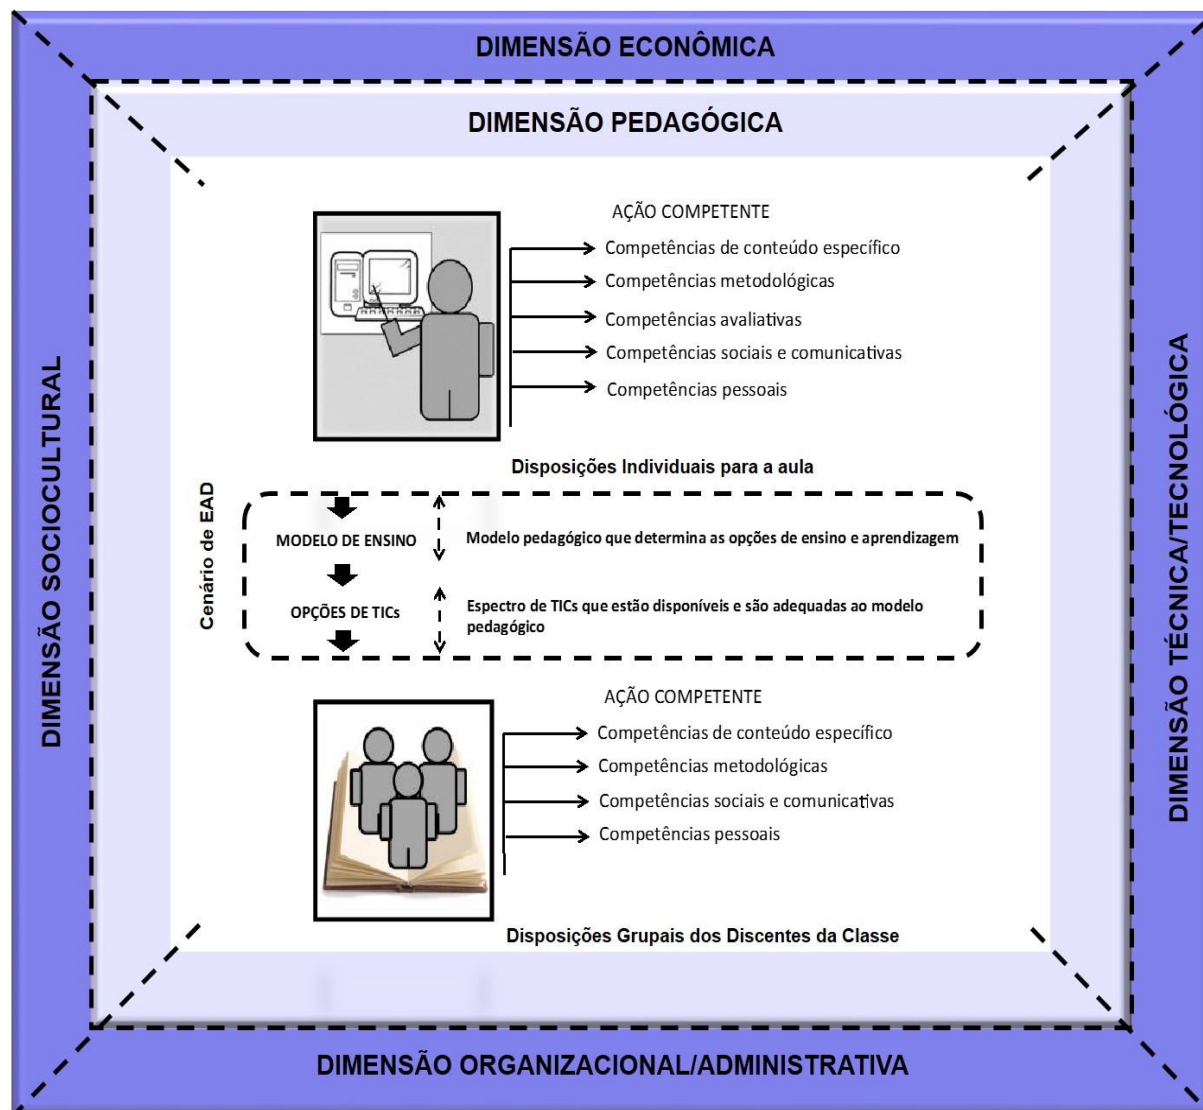 DIMENSÃO ECONÔMICA
DIMENSÃO PEDAGÓGICA
AÇÃO COMPETENTE
Competências de conteúdo específico
Competências metodológicas
Competências avaliativas
Competências sociais e comunicativas
Competências pessoais
Disposições Individuais para a aula
DIMENSÃO SOCIOCULTURAL
Cenário de EAD
MODELO DE ENSINO
Modelo pedagógico que determina as opções de ensino e aprendizagem
OPÇÕES DE TICs
Espectro de TICs que estão disponíveis e são adequadas ao modelo
pedagógico
DIMENSÃO TÉCNICA/TECNOLÓGICA
AÇÃO COMPETENTE
Competências de conteúdo específico
Competências metodológicas
Competências sociais e comunicativas
Competências pessoais
Disposições Grupais dos Discentes da Classe
DIMENSÃO ORGANIZACIONAL/ADMINISTRATIVA